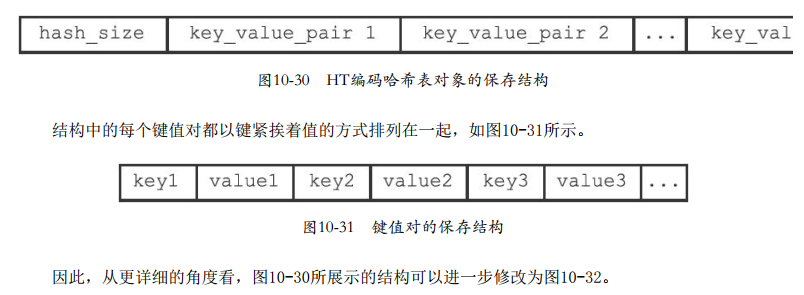 hash_size key_value_pair 1 key_value_pair 2 ... key_val
图10-30 HT编码哈希表对象的保存结构
结构中的每个键值对都以键紧挨着值的方式排列在一起，如图10-31所示。
key1 value1 key2 value2 key3 value3 ...
图10-31 键值对的保存结构
因此，从更详细的角度看，图10-30所展示的结构可以进一步修改为图10-32。